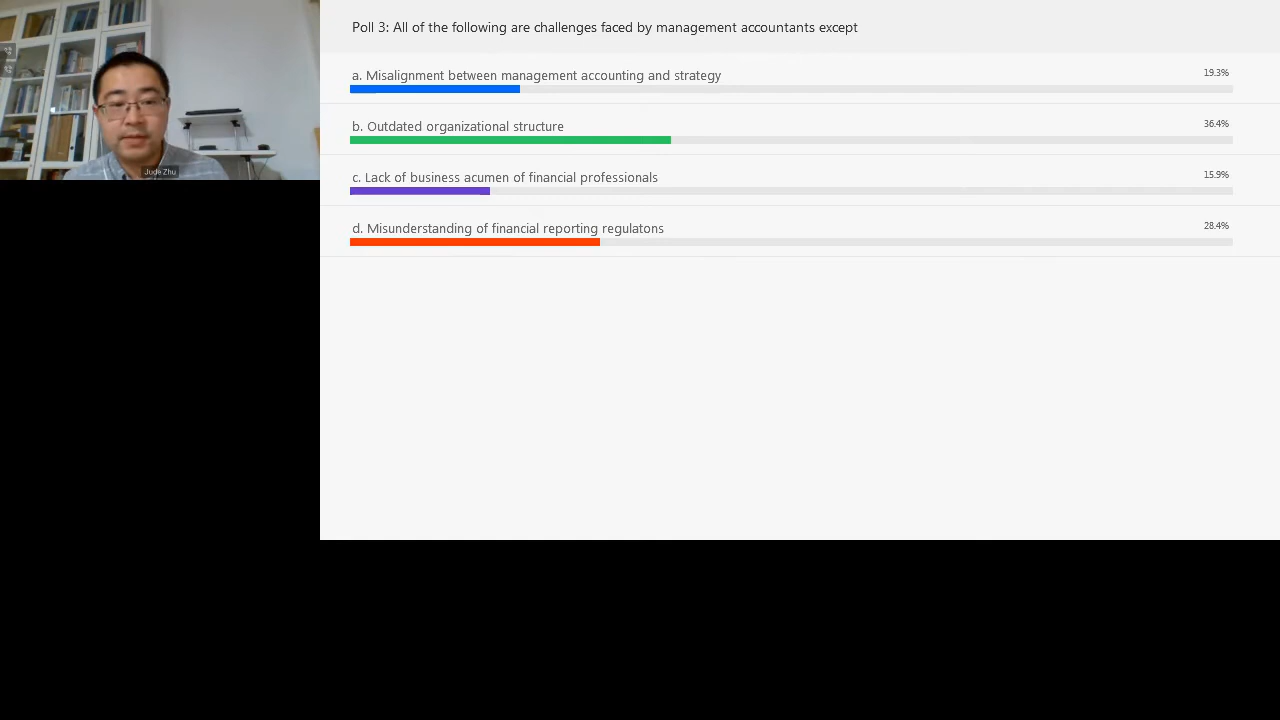 Poll 3: All of the following are challenges faced by management accountants except
a. Misalignment between management accounting and strategy
19.3%
b. Outdated organizational structure
36.4%
c. Lack of business acumen of financial professionals
15.9%
d. Misunderstanding of financial reporting regulatons
28.4%
Jude Zhu